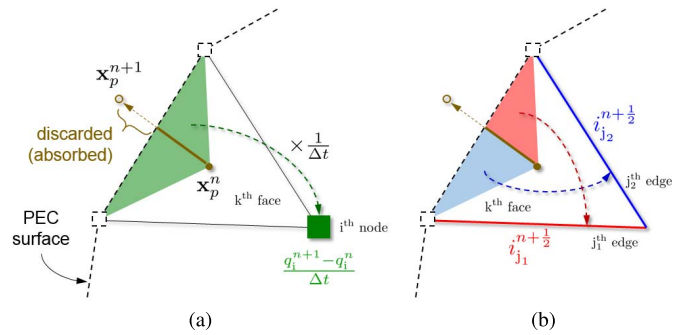 x_p^{n+1}
discarded
(absorbed)
x_p^n
× 1/Δt
k^th face
PEC
surface
i^th node
q_i^{n+1} − q_i^n / Δt
(a)
i_{j_2}^{n+1/2}
j_2^th edge
k^th face
i_{j_1}^{n+1/2}
j_1^th edge
(b)